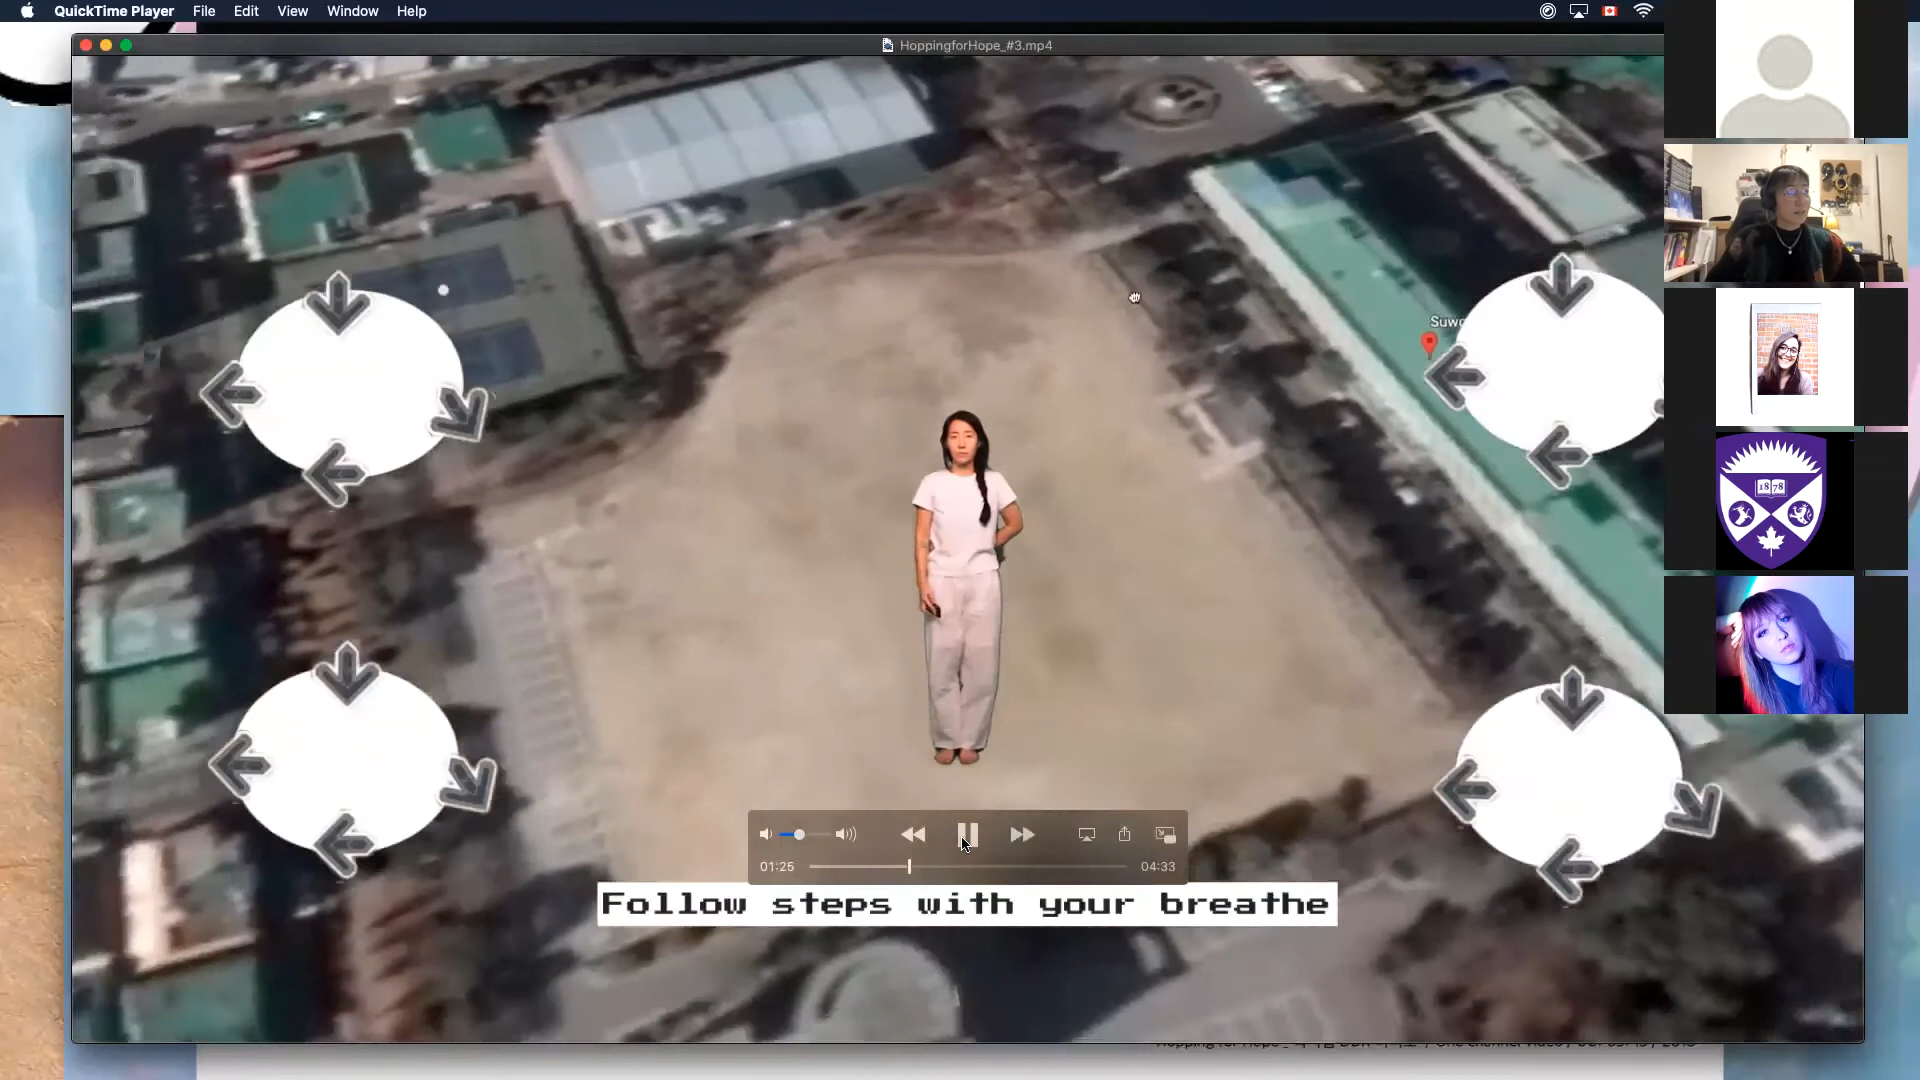 QuickTime Player File Edit View Window Help
HoppingforHope_#3.mp4
Suwo
1878
01:25
04:33
Follow steps with your breathe